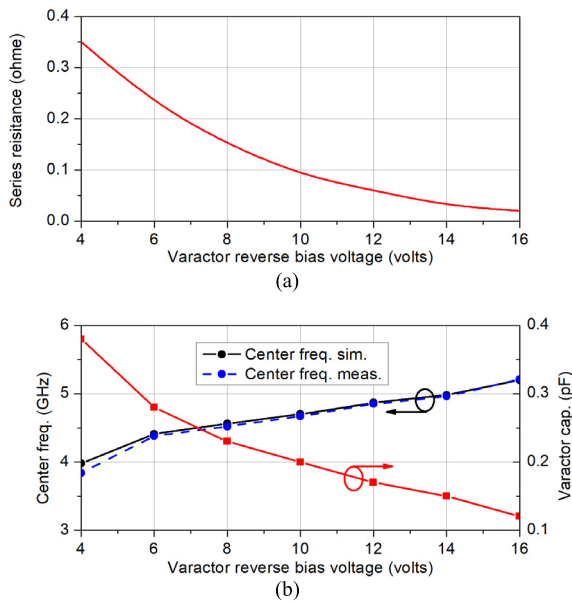 0.4
0.3
0.2
0.1
0.0
Series reisitance (ohme)
4 6 8 10 12 14 16
Varactor reverse bias voltage (volts)
(a)
6
5
4
3
Center freq. (GHz)
Center freq. sim.
Center freq. meas.
0.4
0.3
0.2
0.1
Varactor cap. (pF)
4 6 8 10 12 14 16
Varactor reverse bias voltage (volts)
(b)